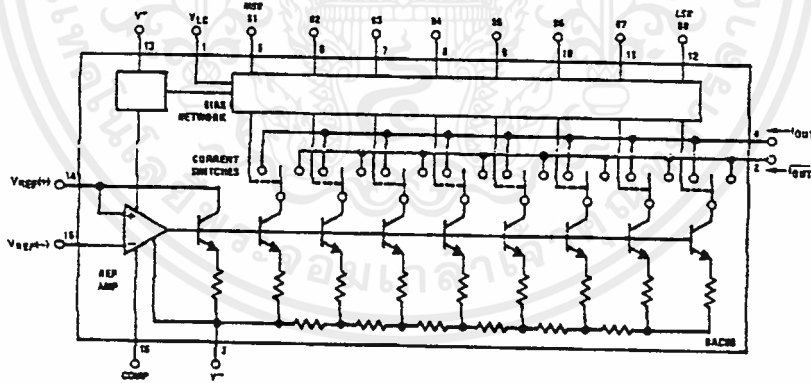 MSB LSB
V+ VLC B1 B2 B3 B4 B5 B6 B7 B8
13 1 5 6 7 8 9 10 11 12
BIAS
NETWORK
4 IOUT
CURRENT
SWITCHES
2 IOUT
VREF(+) 14
VREF(–) 15
REF
AMP
+
–
16 3
COMP V–
DAC08